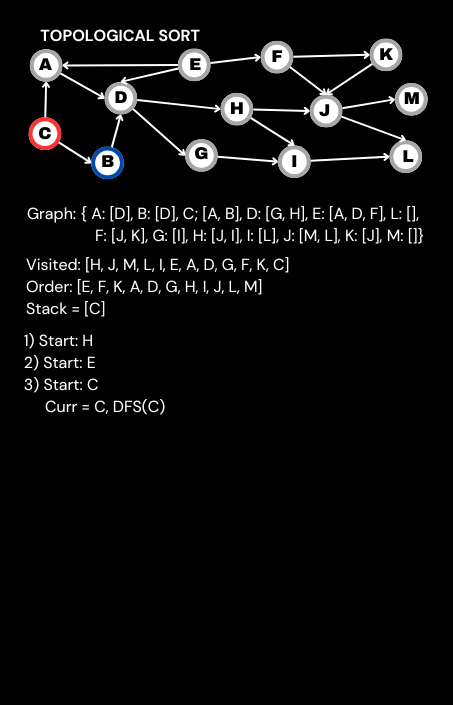 TOPOLOGICAL SORT
A
E
F
K
D
H
J
M
C
B
G
I
L
Graph: { A: [D], B: [D], C; [A, B], D: [G, H], E: [A, D, F], L: [],
F: [J, K], G: [I], H: [J, I], I: [L], J: [M, L], K: [J], M: []}
Visited: [H, J, M, L, I, E, A, D, G, F, K, C]
Order: [E, F, K, A, D, G, H, I, J, L, M]
Stack = [C]
1) Start: H
2) Start: E
3) Start: C
Curr = C, DFS(C)